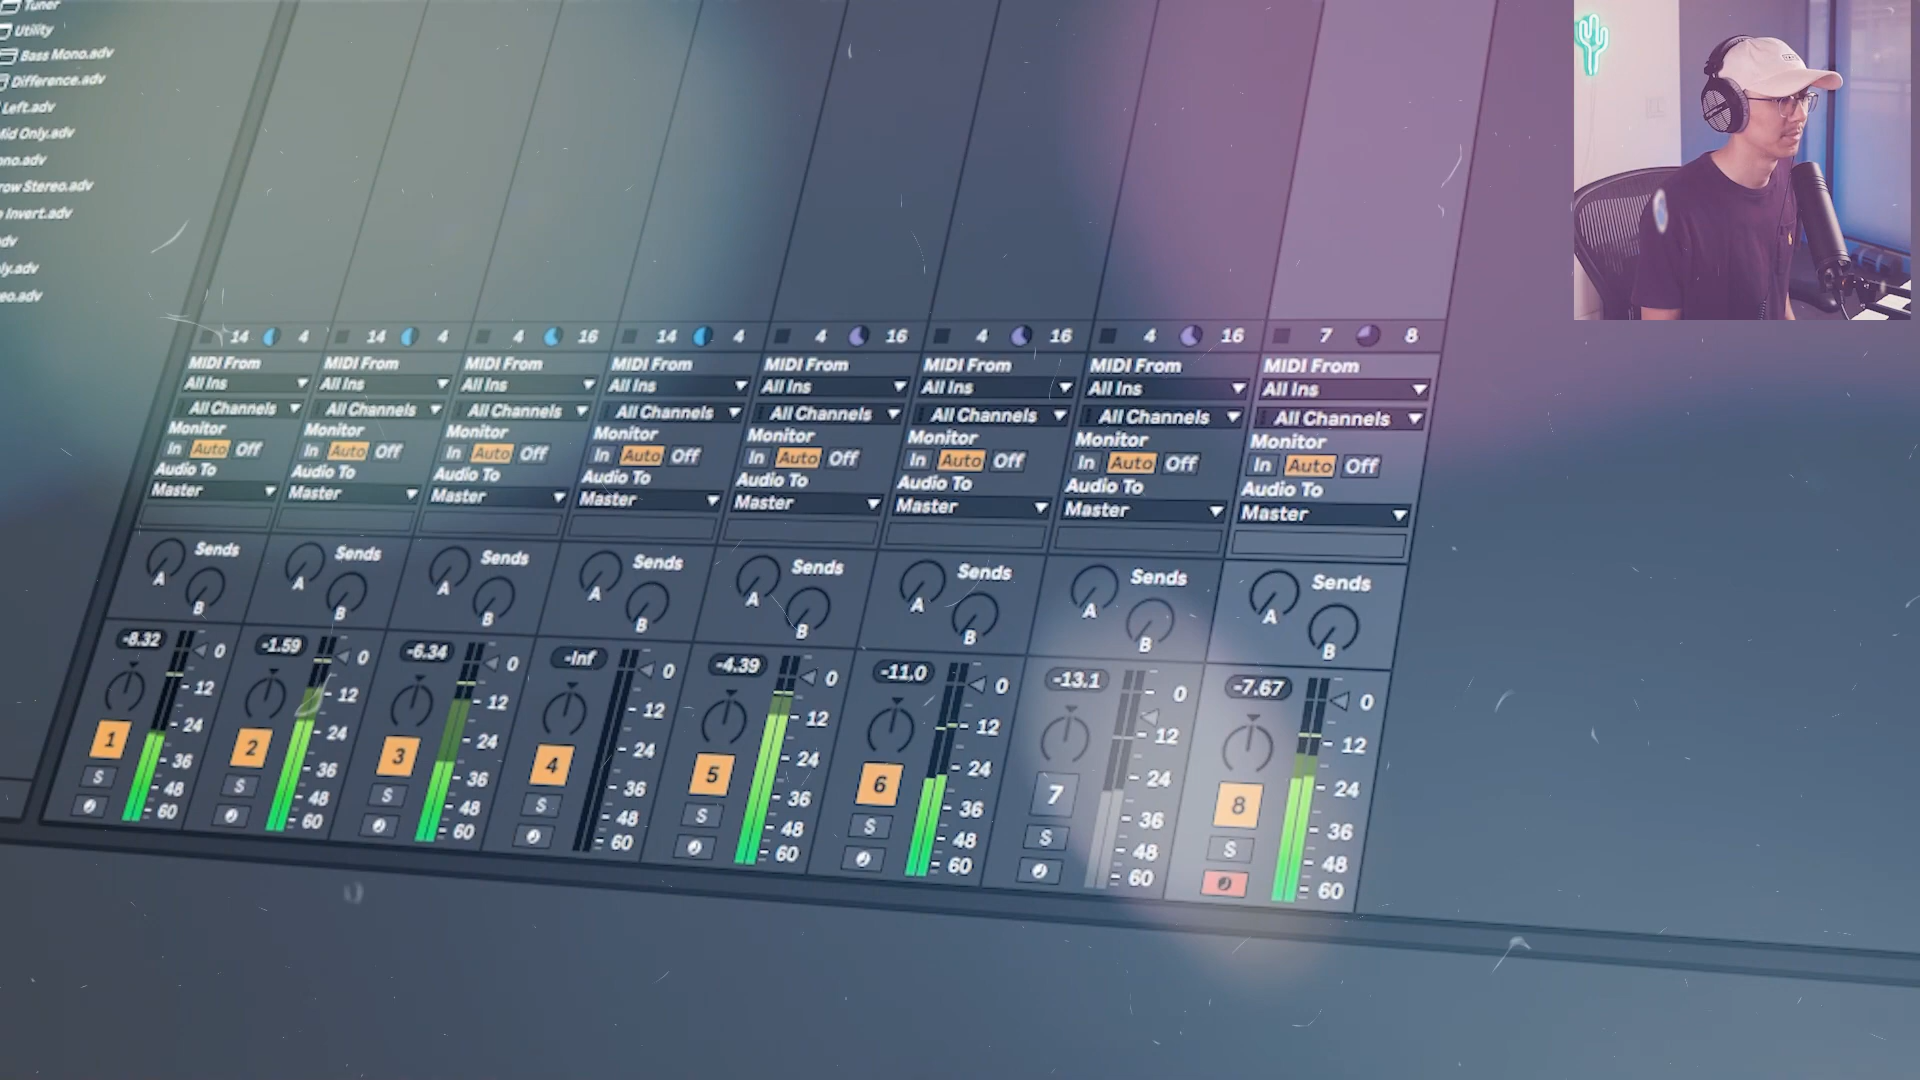 Tuner
Utility
Bass Mono.adv
Difference.adv
Left.adv
Mid Only.adv
ono.adv
row Stereo.adv
Invert.adv
dv
ly.adv
eo.adv
14 4 14 4 4 16 14 4 4 16 4 16 4 16 7 8
MIDI From MIDI From MIDI From MIDI From MIDI From MIDI From MIDI From MIDI From
All Ins All Ins All Ins All Ins All Ins All Ins All Ins All Ins
All Channels All Channels All Channels All Channels All Channels All Channels All Channels All Channels
Monitor Monitor Monitor Monitor Monitor Monitor Monitor Monitor
In Auto Off In Auto Off In Auto Off In Auto Off In Auto Off In Auto Off In Auto Off In Auto Off
Audio To Audio To Audio To Audio To Audio To Audio To Audio To Audio To
Master Master Master Master Master Master Master Master
Sends Sends Sends Sends Sends Sends Sends Sends
A A A A A A A A
B B B B B B B B
-8.32 0 -1.59 0 -6.34 0 -Inf 0 -4.39 0 -11.0 0 -13.1 0 -7.67 0
12 12 12 12 12 12 12 12
1 24 2 24 3 24 4 24 5 24 6 24 7 24 8 24
S 36 S 36 S 36 S 36 S 36 S 36 S 36 S 36
48 48 48 48 48 48 48 48
60 60 60 60 60 60 60 60